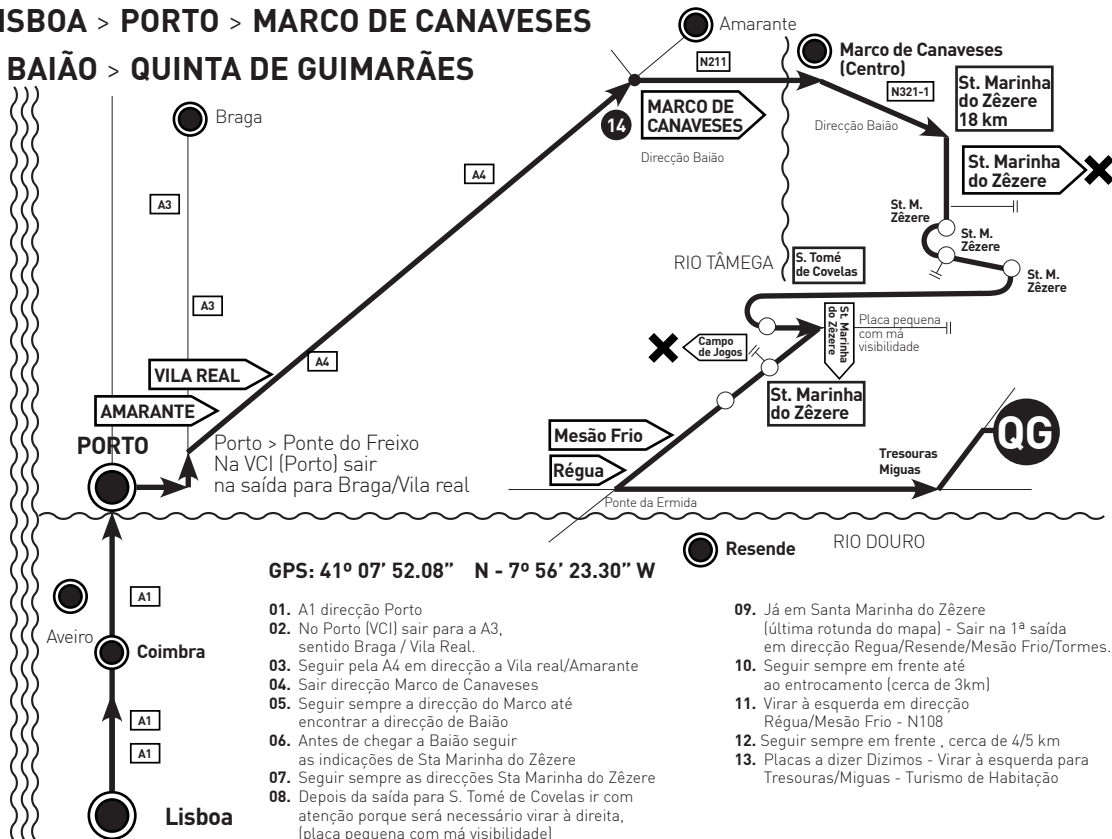 LISBOA > PORTO > MARCO DE CANAVESES
BAIÃO > QUINTA DE GUIMARÃES
Amarante
N211
Marco de Canaveses
(Centro)
N321-1
St. Marinha
do Zêzere
18 km
Braga
14
MARCO DE
CANAVESES
Direcção Baião
Direcção Baião
St. Marinha
do Zêzere
A4
A3
St. M.
Zêzere
St. M.
Zêzere
St. M.
Zêzere
RIO TÂMEGA
S. Tomé
de Covelas
A3
St. Marinha
do Zêzere
Placa pequena
com má
visibilidade
Campo
de Jogos
A4
VILA REAL
AMARANTE
St. Marinha
do Zêzere
Mesão Frio
Régua
QG
PORTO
Porto > Ponte do Freixo
Na VCI (Porto) sair
na saída para Braga/Vila real
Tresouras
Miguas
Ponte da Ermida
Resende
RIO DOURO
GPS: 41º 07’ 52.08” N - 7º 56’ 23.30” W
A1
Aveiro
Coimbra
A1
A1
Lisboa
01. A1 direcção Porto
02. No Porto (VCI) sair para a A3,
sentido Braga / Vila Real.
03. Seguir pela A4 em direcção a Vila real/Amarante
04. Sair direcção Marco de Canaveses
05. Seguir sempre a direcção do Marco até
encontrar a direcção de Baião
06. Antes de chegar a Baião seguir
as indicações de Sta Marinha do Zêzere
07. Seguir sempre as direcções Sta Marinha do Zêzere
08. Depois da saída para S. Tomé de Covelas ir com
atenção porque será necessário virar à direita,
(placa pequena com má visibilidade)
09. Já em Santa Marinha do Zêzere
(última rotunda do mapa) - Sair na 1ª saída
em direcção Regua/Resende/Mesão Frio/Tormes.
10. Seguir sempre em frente até
ao entrocamento (cerca de 3km)
11. Virar à esquerda em direcção
Régua/Mesão Frio - N108
12. Seguir sempre em frente , cerca de 4/5 km
13. Placas a dizer Dizimos - Virar à esquerda para
Tresouras/Miguas - Turismo de Habitação